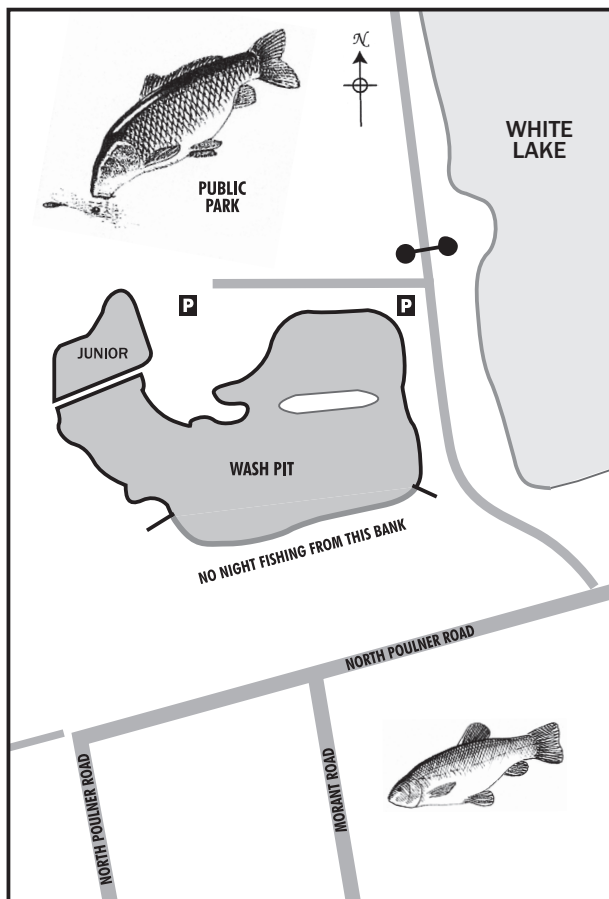 N
WHITE
LAKE
PUBLIC
PARK
P
P
JUNIOR
WASH PIT
NO NIGHT FISHING FROM THIS BANK
NORTH POULNER ROAD
NORTH POULNER ROAD
MORANT ROAD